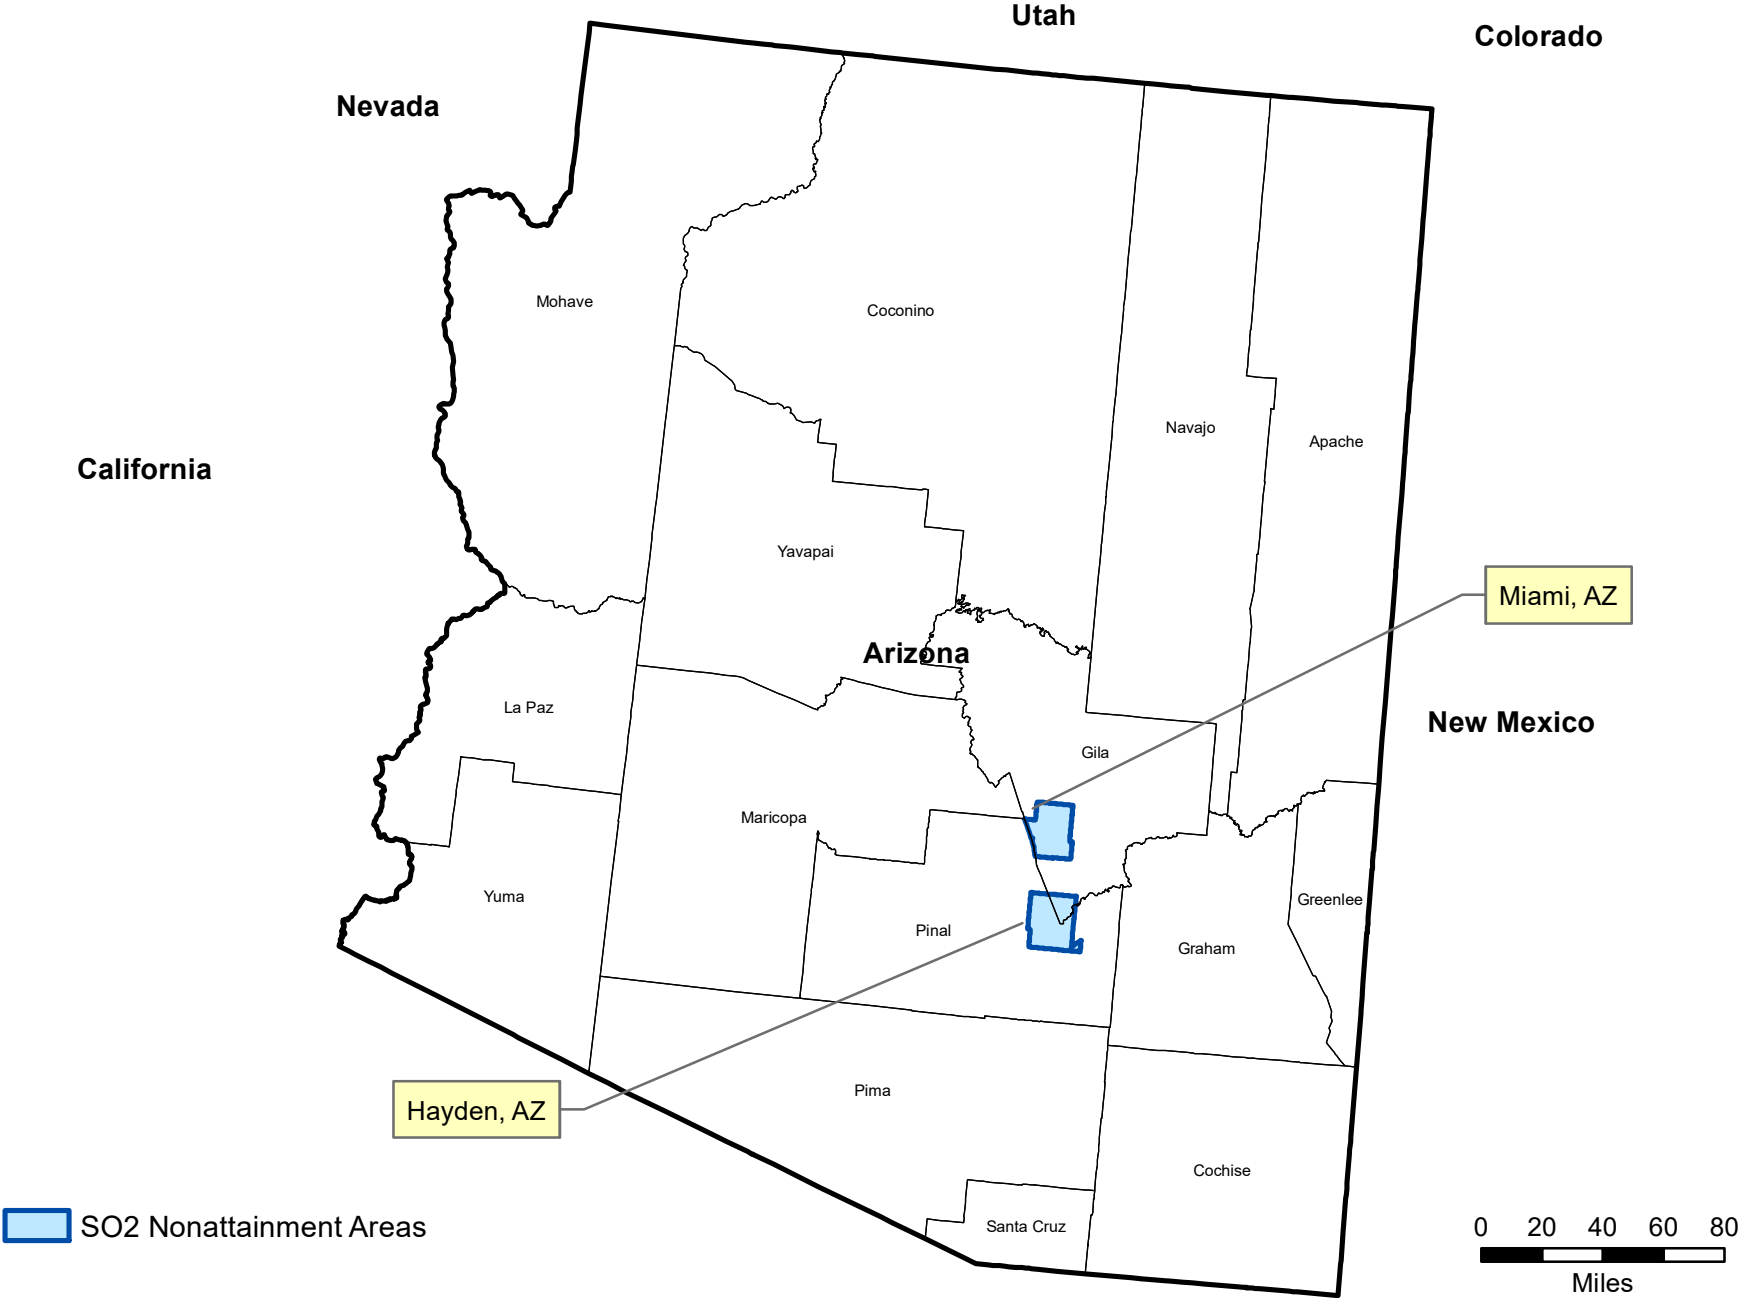 Utah
Colorado
Nevada
Mohave
Coconino
Navajo
Apache
California
Yavapai
Miami, AZ
Arizona
La Paz
New Mexico
Gila
Maricopa
Yuma
Greenlee
Pinal
Graham
Pima
Hayden, AZ
Cochise
Santa Cruz
SO2 Nonattainment Areas
0 20 40 60 80
Miles